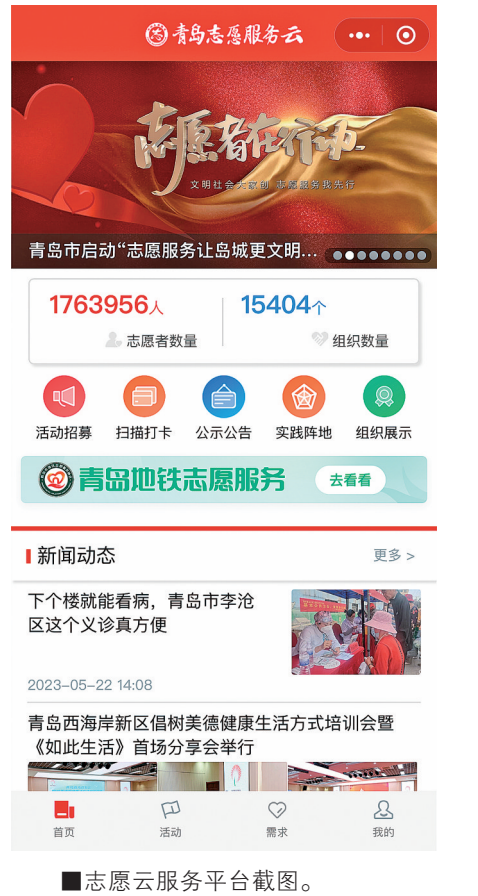 青岛志愿服务云
志愿者在行动
文明社会大家创 志愿服务我先行
青岛市启动“志愿服务让岛城更文明...
1763956人
15404个
志愿者数量
组织数量
活动招募 扫描打卡 公示公告 实践阵地 组织展示
青岛地铁志愿服务 去看看
新闻动态 更多 >
下个楼就能看病，青岛市李沧
区这个义诊真方便
2023-05-22 14:08
青岛西海岸新区倡树美德健康生活方式培训会暨
《如此生活》首场分享会举行
首页 活动 需求 我的
■志愿云服务平台截图。